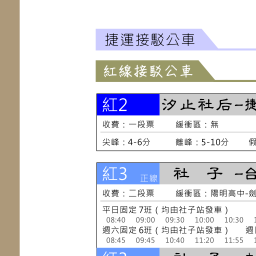 捷運接駁公車
紅線接駁公車
紅2 汐止社后-捷
收費：一段票 緩衝區：無
尖峰：4-6分 離峰：5-10分 假
紅3 正線 社 子 -台
收費：二段票 緩衝區：陽明高中-劍
平日固定7班（均由社子站發車）
08:40 09:00 09:30 10:00 10:30 1
週六固定6班（均由社子站發車） 週
08:45 09:45 10:40 11:20 11:55 1